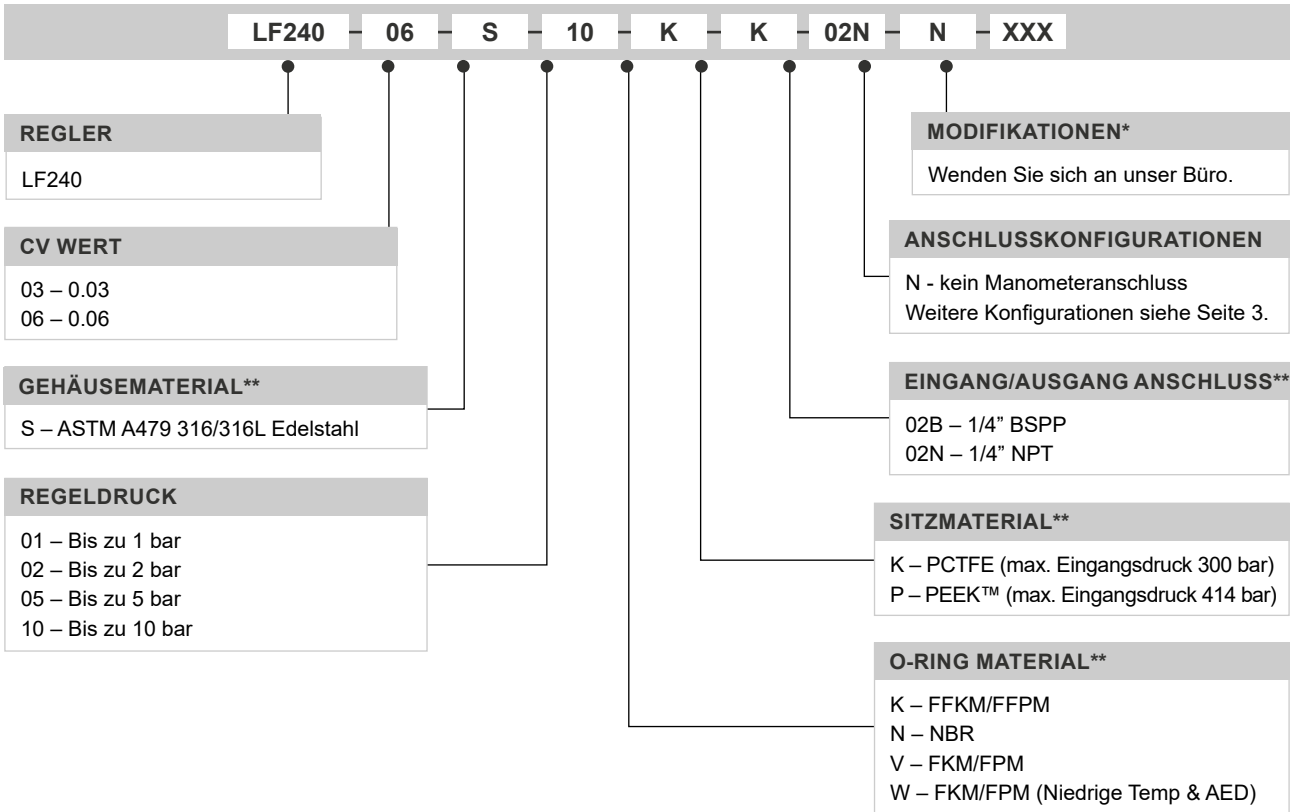 LF240 – 06 – S – 10 – K – K – 02N – N – XXX
REGLER
LF240
CV WERT
03 – 0.03
06 – 0.06
GEHÄUSEMATERIAL**
S – ASTM A479 316/316L Edelstahl
REGELDRUCK
01 – Bis zu 1 bar
02 – Bis zu 2 bar
05 – Bis zu 5 bar
10 – Bis zu 10 bar
MODIFIKATIONEN*
Wenden Sie sich an unser Büro.
ANSCHLUSSKONFIGURATIONEN
N - kein Manometeranschluss
Weitere Konfigurationen siehe Seite 3.
EINGANG/AUSGANG ANSCHLUSS**
02B – 1/4” BSPP
02N – 1/4” NPT
SITZMATERIAL**
K – PCTFE (max. Eingangsdruck 300 bar)
P – PEEK™ (max. Eingangsdruck 414 bar)
O-RING MATERIAL**
K – FFKM/FFPM
N – NBR
V – FKM/FPM
W – FKM/FPM (Niedrige Temp & AED)